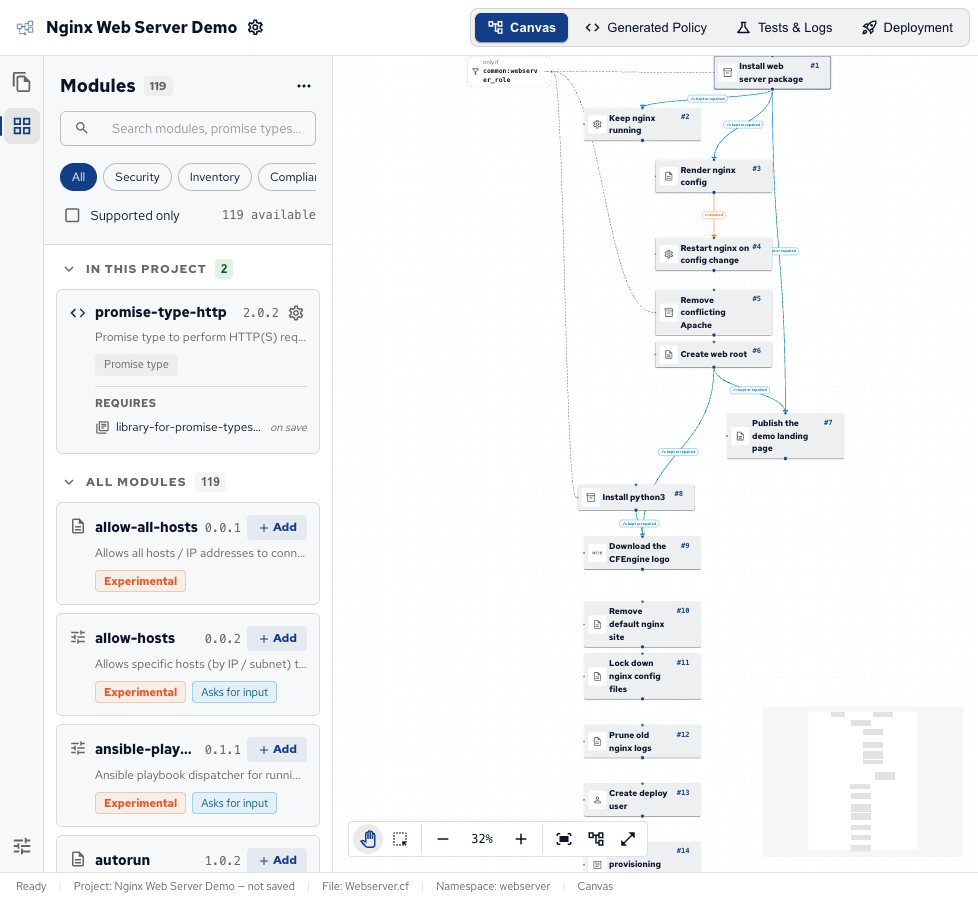 Nginx Web Server Demo
Canvas
Generated Policy
Tests & Logs
Deployment
Modules 119
Search modules, promise types...
All
Security
Inventory
Complian
Supported only
119 available
IN THIS PROJECT 2
promise-type-http 2.0.2
Promise type to perform HTTP(S) req...
Promise type
REQUIRES
library-for-promise-types... on save
ALL MODULES 119
allow-all-hosts 0.0.1 + Add
Allows all hosts / IP addresses to conn...
Experimental
allow-hosts 0.0.2 + Add
Allows specific hosts (by IP / subnet) t...
Experimental
Asks for input
ansible-play... 0.1.1 + Add
Ansible playbook dispatcher for runni...
Experimental
Asks for input
autorun 1.0.2 + Add
only if
common:webserv
er_role
Install web
server package
#1
Keep nginx
running
#2
Render nginx
config
#3
Restart nginx on
config change
#4
Remove
conflicting
Apache
#5
Create web root
#6
Publish the
demo landing
page
#7
Install python3
#8
Download the
CFEngine logo
#9
Remove
default nginx
site
#10
Lock down
nginx config
files
#11
Prune old
nginx logs
#12
Create deploy
user
#13
#14
provisioning
32%
Ready
Project: Nginx Web Server Demo – not saved
File: Webserver.cf
Namespace: webserver
Canvas